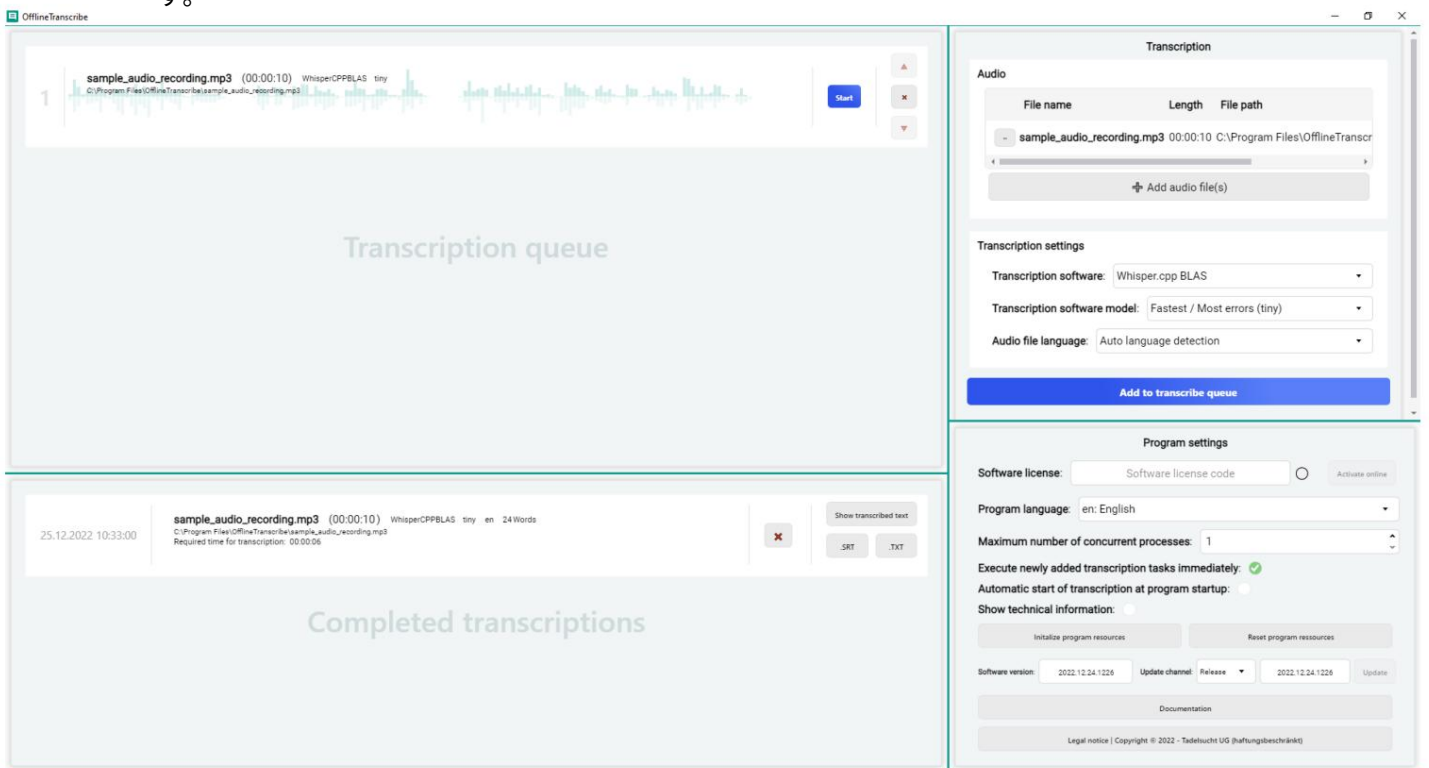 す。
OfflineTranscribe
1
sample_audio_recording.mp3 (00:00:10) WhisperCPPBLAS tiny
C:\Program Files\OfflineTranscribe\sample_audio_recording.mp3
Start
Transcription queue
25.12.2022 10:33:00
sample_audio_recording.mp3 (00:00:10) WhisperCPPBLAS tiny en 24 Words
C:\Program Files\OfflineTranscribe\sample_audio_recording.mp3
Required time for transcription: 00:00:06
Show transcribed text
.SRT .TXT
Completed transcriptions
Transcription
Audio
File name Length File path
- sample_audio_recording.mp3 00:00:10 C:\Program Files\OfflineTranscr
Add audio file(s)
Transcription settings
Transcription software: Whisper.cpp BLAS
Transcription software model: Fastest / Most errors (tiny)
Audio file language: Auto language detection
Add to transcribe queue
Program settings
Software license: Software license code Activate online
Program language: en: English
Maximum number of concurrent processes: 1
Execute newly added transcription tasks immediately:
Automatic start of transcription at program startup:
Show technical information:
Initalize program resources Reset program ressources
Software version: 2022.12.24.1226 Update channel: Release 2022.12.24.1226 Update
Documentation
Legal notice | Copyright © 2022 - Tadelsucht UG (haftungsbeschränkt)